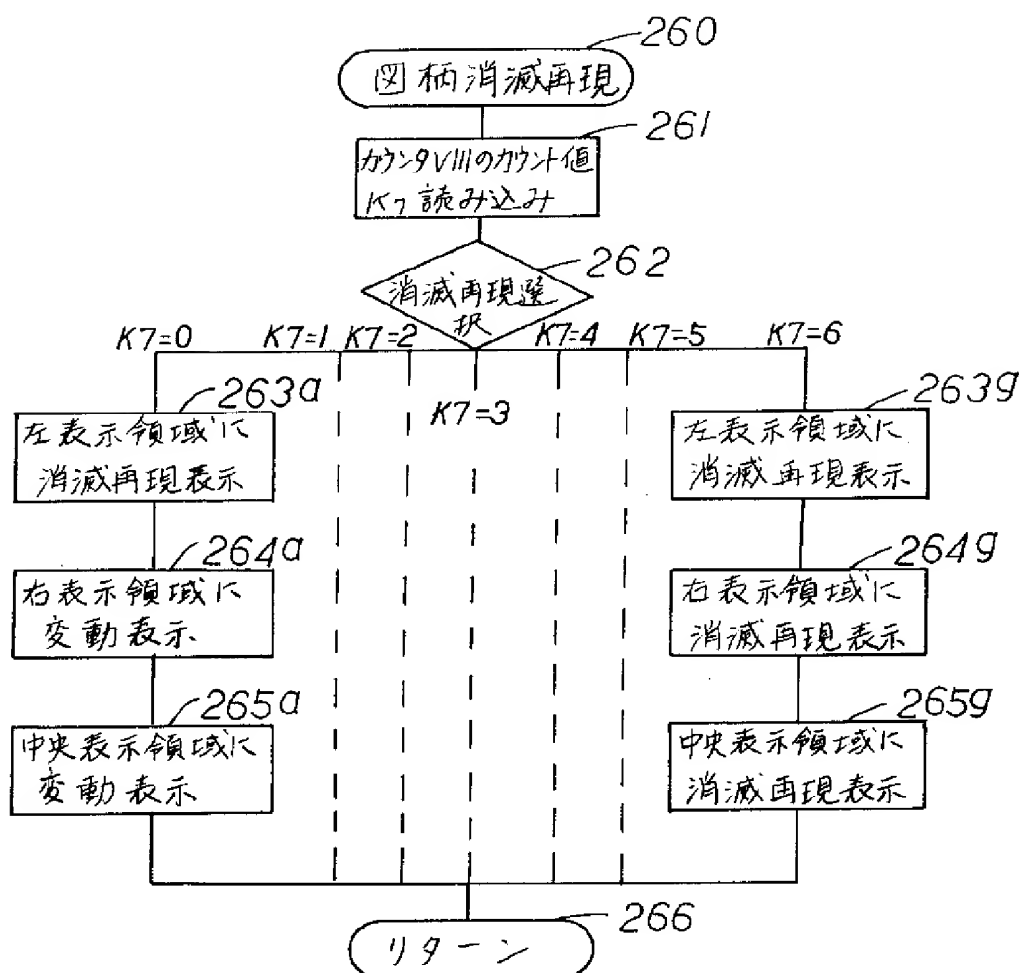 260
図柄消滅再現
261
カウンタVIIIのカウント値
K7読み込み
262
消滅再現選
択
K7=0
K7=1
K7=2
K7=3
K7=4
K7=5
K7=6
263a
左表示領域に
消滅再現表示
263g
左表示領域に
消滅再現表示
264a
右表示領域に
変動表示
264g
右表示領域に
消滅再現表示
265a
中央表示領域に
変動表示
265g
中央表示領域に
消滅再現表示
266
リターン